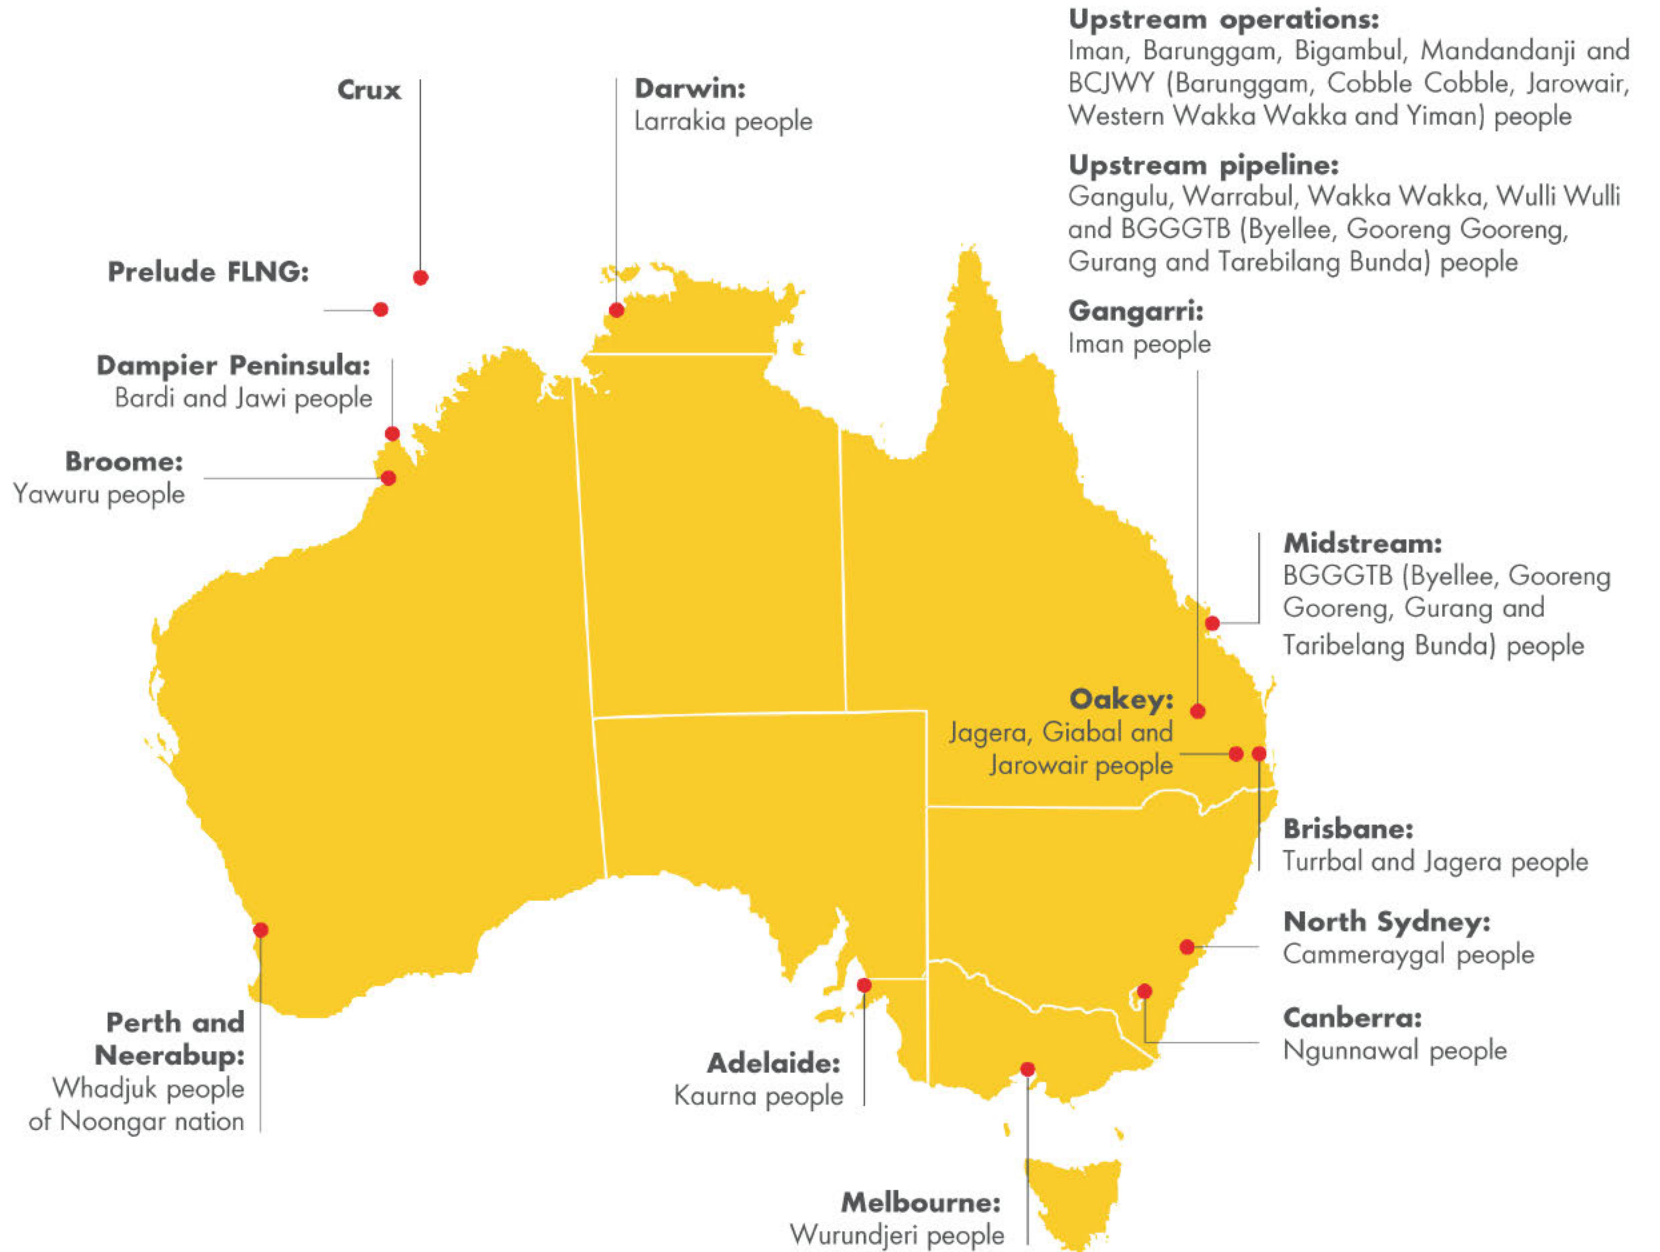 Upstream operations:
Iman, Barunggam, Bigambul, Mandandanji and
BCJWY (Barunggam, Cobble Cobble, Jarowair,
Western Wakka Wakka and Yiman) people
Upstream pipeline:
Gangulu, Warrabul, Wakka Wakka, Wulli Wulli
and BGGGTB (Byellee, Gooreng Gooreng,
Gurang and Tarebilang Bunda) people
Gangarri:
Iman people
Crux
Darwin:
Larrakia people
Prelude FLNG:
Dampier Peninsula:
Bardi and Jawi people
Broome:
Yawuru people
Midstream:
BGGGTB (Byellee, Gooreng
Gooreng, Gurang and
Taribelang Bunda) people
Oakey:
Jagera, Giabal and
Jarowair people
Brisbane:
Turrbal and Jagera people
North Sydney:
Cammeraygal people
Canberra:
Ngunnawal people
Perth and
Neerabup:
Whadjuk people
of Noongar nation
Adelaide:
Kaurna people
Melbourne:
Wurundjeri people